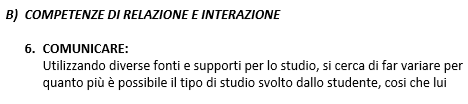 B) COMPETENZE DI RELAZIONE E INTERAZIONE
6. COMUNICARE:
Utilizzando diverse fonti e supporti per lo studio, si cerca di far variare per
quanto più è possibile il tipo di studio svolto dallo studente, cosi che lui